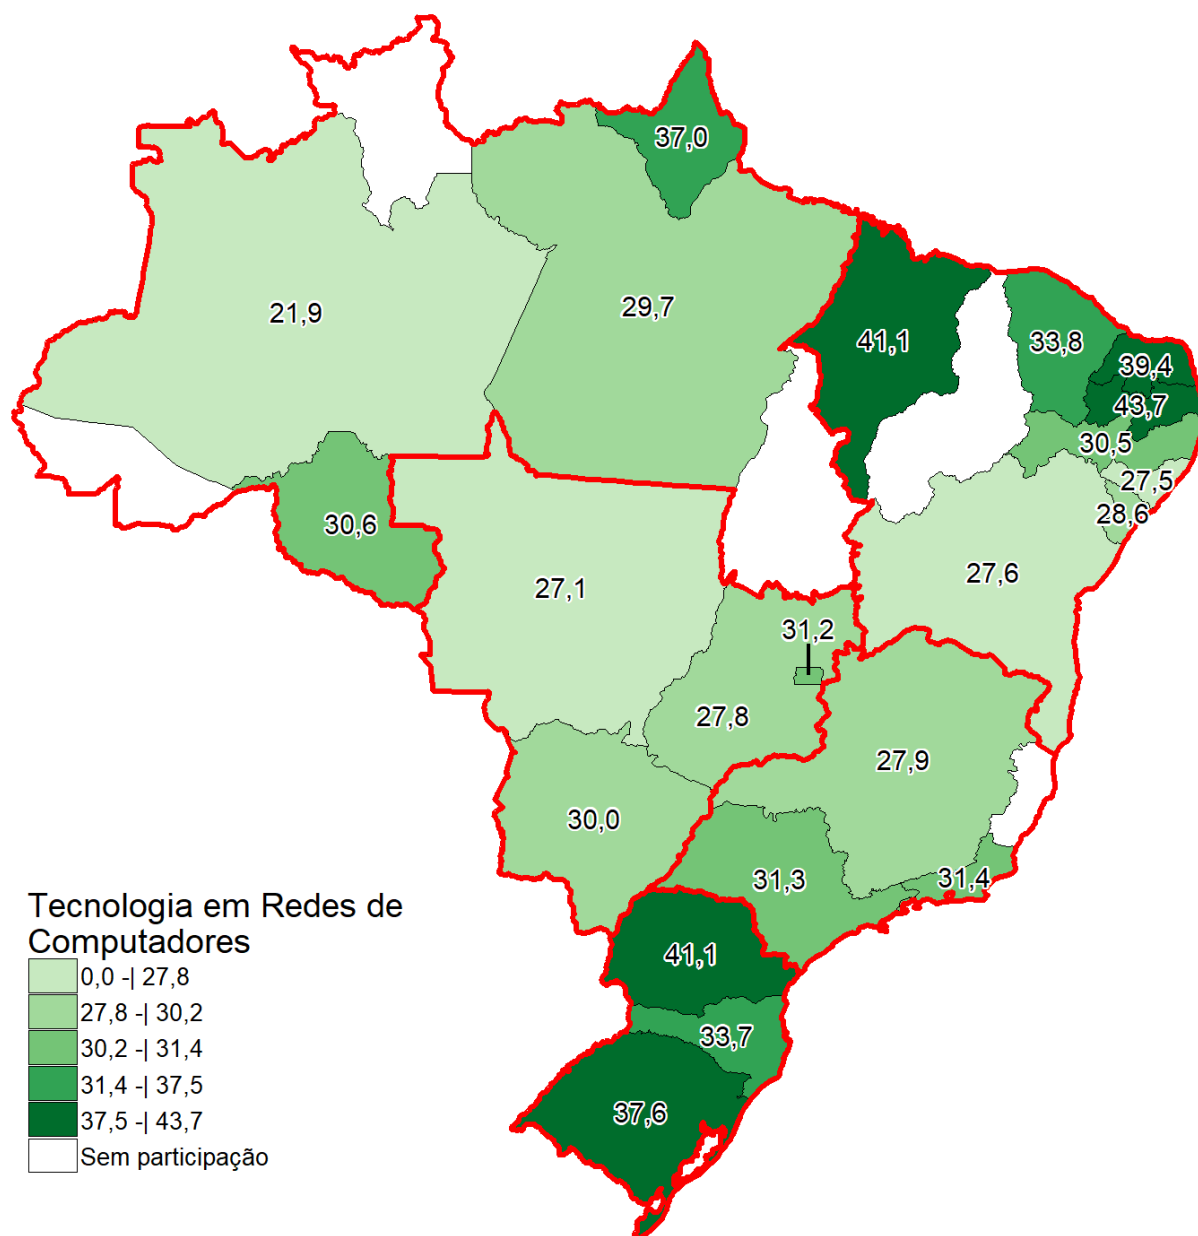 37,0
21,9
29,7
41,1
33,8
39,4
43,7
30,5
27,5
28,6
30,6
27,1
27,6
31,2
27,8
27,9
30,0
31,3
31,4
41,1
33,7
37,6
Tecnologia em Redes de
Computadores
0,0 -| 27,8
27,8 -| 30,2
30,2 -| 31,4
31,4 -| 37,5
37,5 -| 43,7
Sem participação